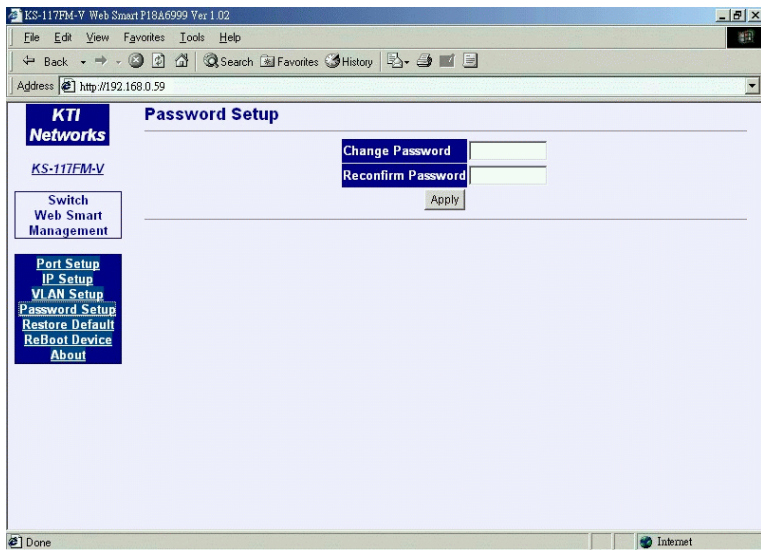 KS-117FM-V Web Smart P18A6999 Ver 1.02
File Edit View Favorites Tools Help
Back Search Favorites History
Address http://192.168.0.59
KTI
Networks
KS-117FM-V
Switch
Web Smart
Management
Port Setup
IP Setup
VLAN Setup
Password Setup
Restore Default
ReBoot Device
About
Password Setup
Change Password
Reconfirm Password
Apply
Done Internet